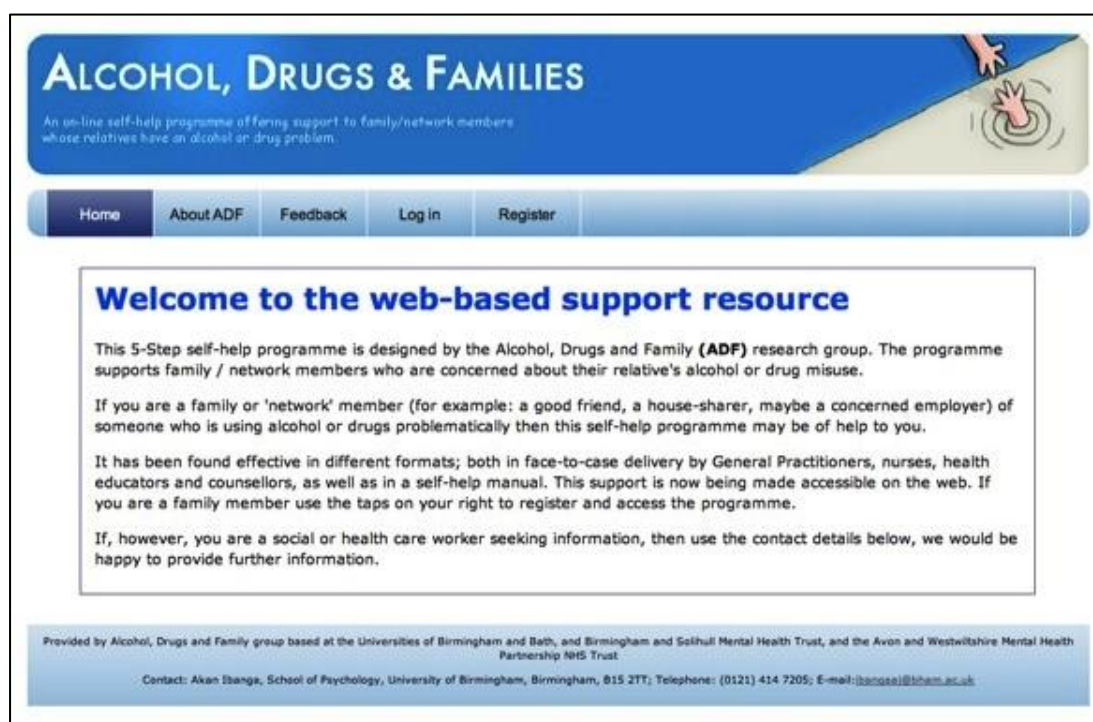 ALCOHOL, DRUGS & FAMILIES
An on-line self-help programme offering support to family/network members
whose relatives have an alcohol or drug problem.
Home About ADF Feedback Log in Register
Welcome to the web-based support resource
This 5-Step self-help programme is designed by the Alcohol, Drugs and Family (ADF) research group. The programme
supports family / network members who are concerned about their relative's alcohol or drug misuse.
If you are a family or 'network' member (for example: a good friend, a house-sharer, maybe a concerned employer) of
someone who is using alcohol or drugs problematically then this self-help programme may be of help to you.
It has been found effective in different formats; both in face-to-case delivery by General Practitioners, nurses, health
educators and counsellors, as well as in a self-help manual. This support is now being made accessible on the web. If
you are a family member use the taps on your right to register and access the programme.
If, however, you are a social or health care worker seeking information, then use the contact details below, we would be
happy to provide further information.
Provided by Alcohol, Drugs and Family group based at the Universities of Birmingham and Bath, and Birmingham and Solihull Mental Health Trust, and the Avon and Westwiltshire Mental Health
Partnership NHS Trust
Contact: Akan Ibanga, School of Psychology, University of Birmingham, Birmingham, B15 2TT; Telephone: (0121) 414 7205; E-mail: